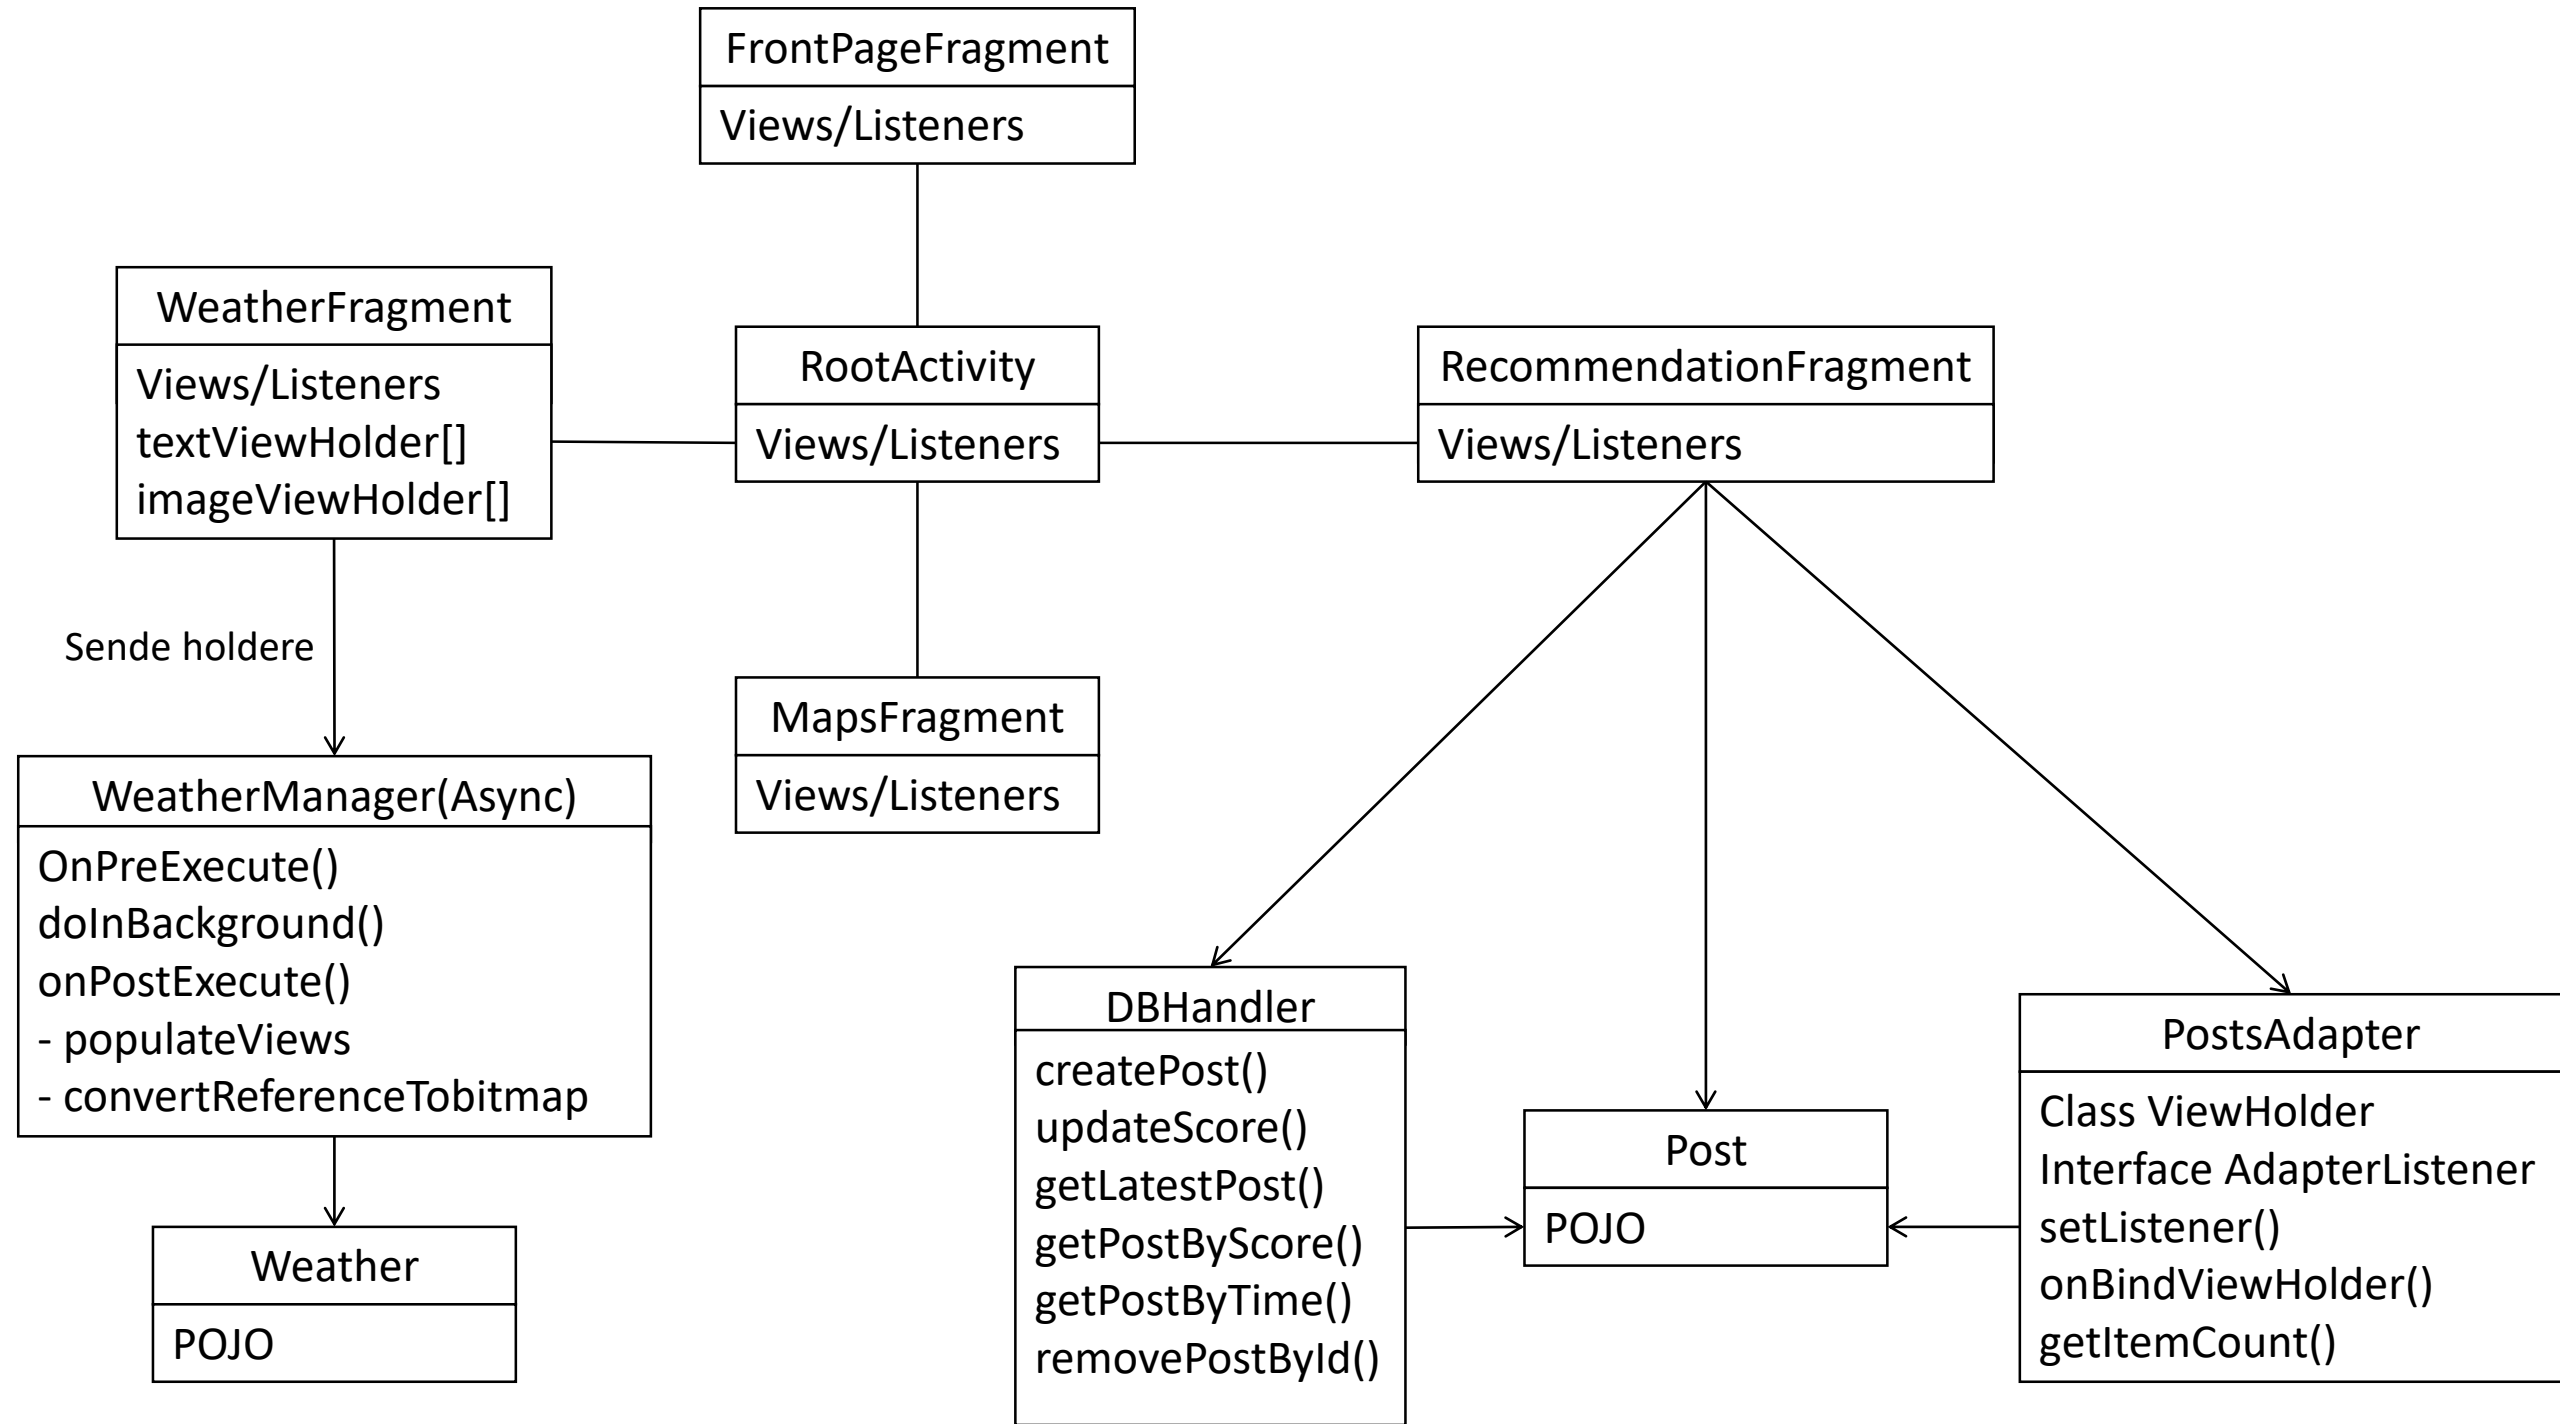 FrontPageFragment
Views/Listeners
WeatherFragment
Views/Listeners
textViewHolder[]
imageViewHolder[]
RootActivity
Views/Listeners
RecommendationFragment
Views/Listeners
Sende holdere
MapsFragment
Views/Listeners
WeatherManager(Async)
OnPreExecute()
doInBackground()
onPostExecute()
- populateViews
- convertReferenceTobitmap
Weather
POJO
DBHandler
createPost()
updateScore()
getLatestPost()
getPostByScore()
getPostByTime()
removePostById()
Post
POJO
PostsAdapter
Class ViewHolder
Interface AdapterListener
setListener()
onBindViewHolder()
getItemCount()